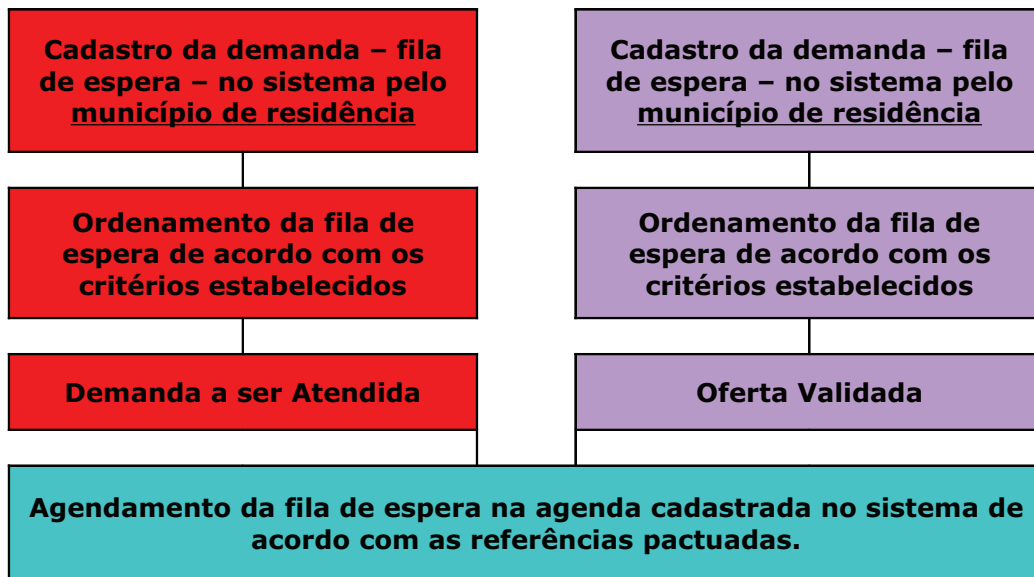 Cadastro da demanda – fila
de espera – no sistema pelo
município de residência
Ordenamento da fila de
espera de acordo com os
critérios estabelecidos
Demanda a ser Atendida
Cadastro da demanda – fila
de espera – no sistema pelo
município de residência
Ordenamento da fila de
espera de acordo com os
critérios estabelecidos
Oferta Validada
Agendamento da fila de espera na agenda cadastrada no sistema de
acordo com as referências pactuadas.